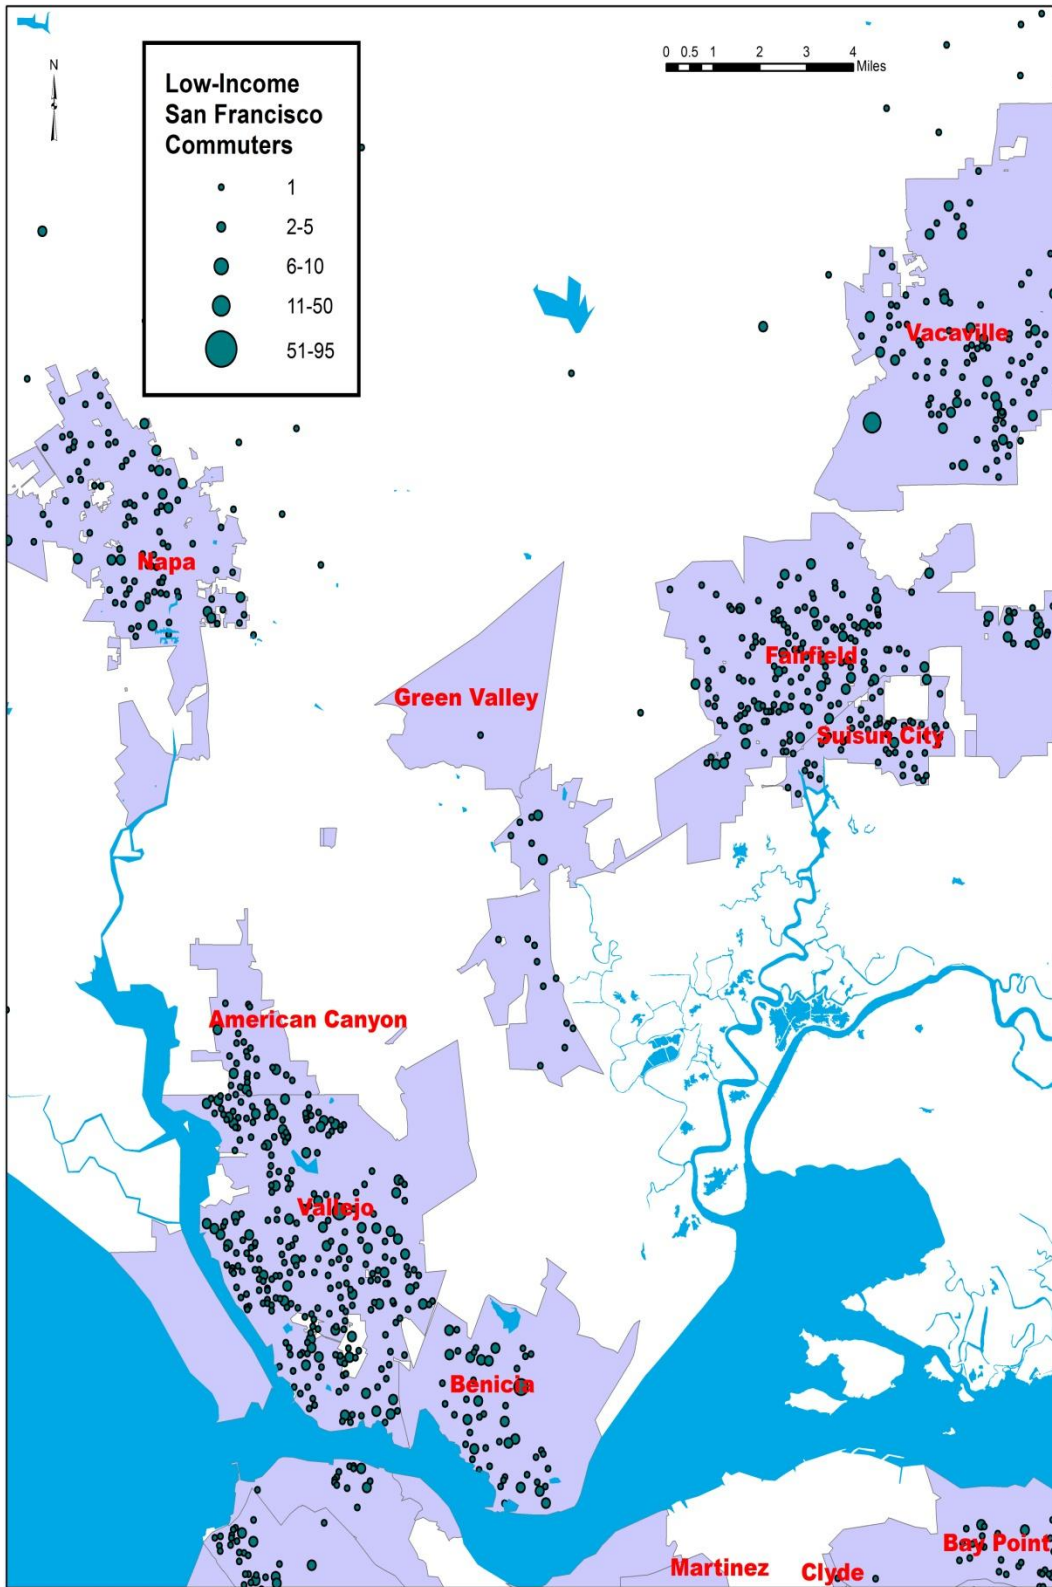 N
Low-Income
San Francisco
Commuters
1
2-5
6-10
11-50
51-95
0 0.5 1 2 3 4
Miles
Vacaville
Napa
Fairfield
Green Valley
Suisun City
American Canyon
Vallejo
Benicia
Bay Point
Martinez
Clyde